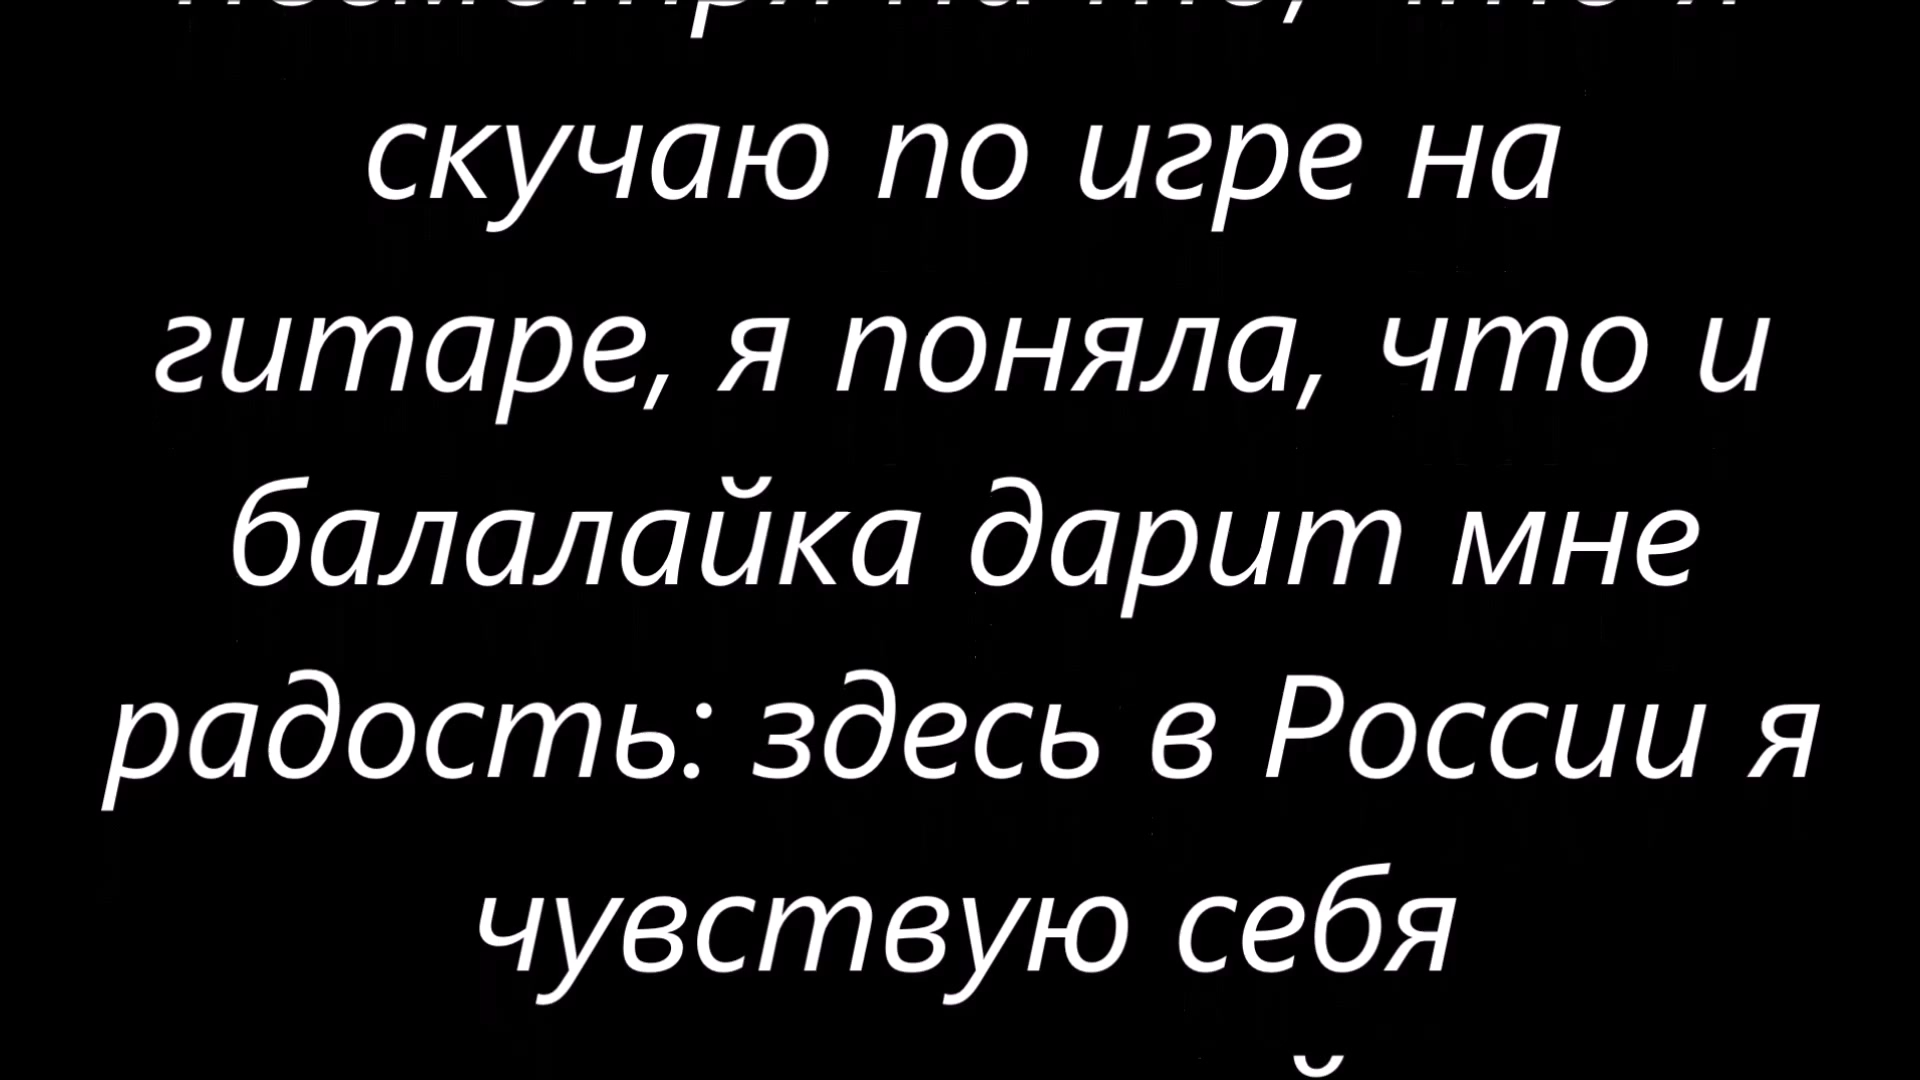 скучаю по игре на
гитаре, я поняла, что и
балалайка дарит мне
радость: здесь в России я
чувствую себя